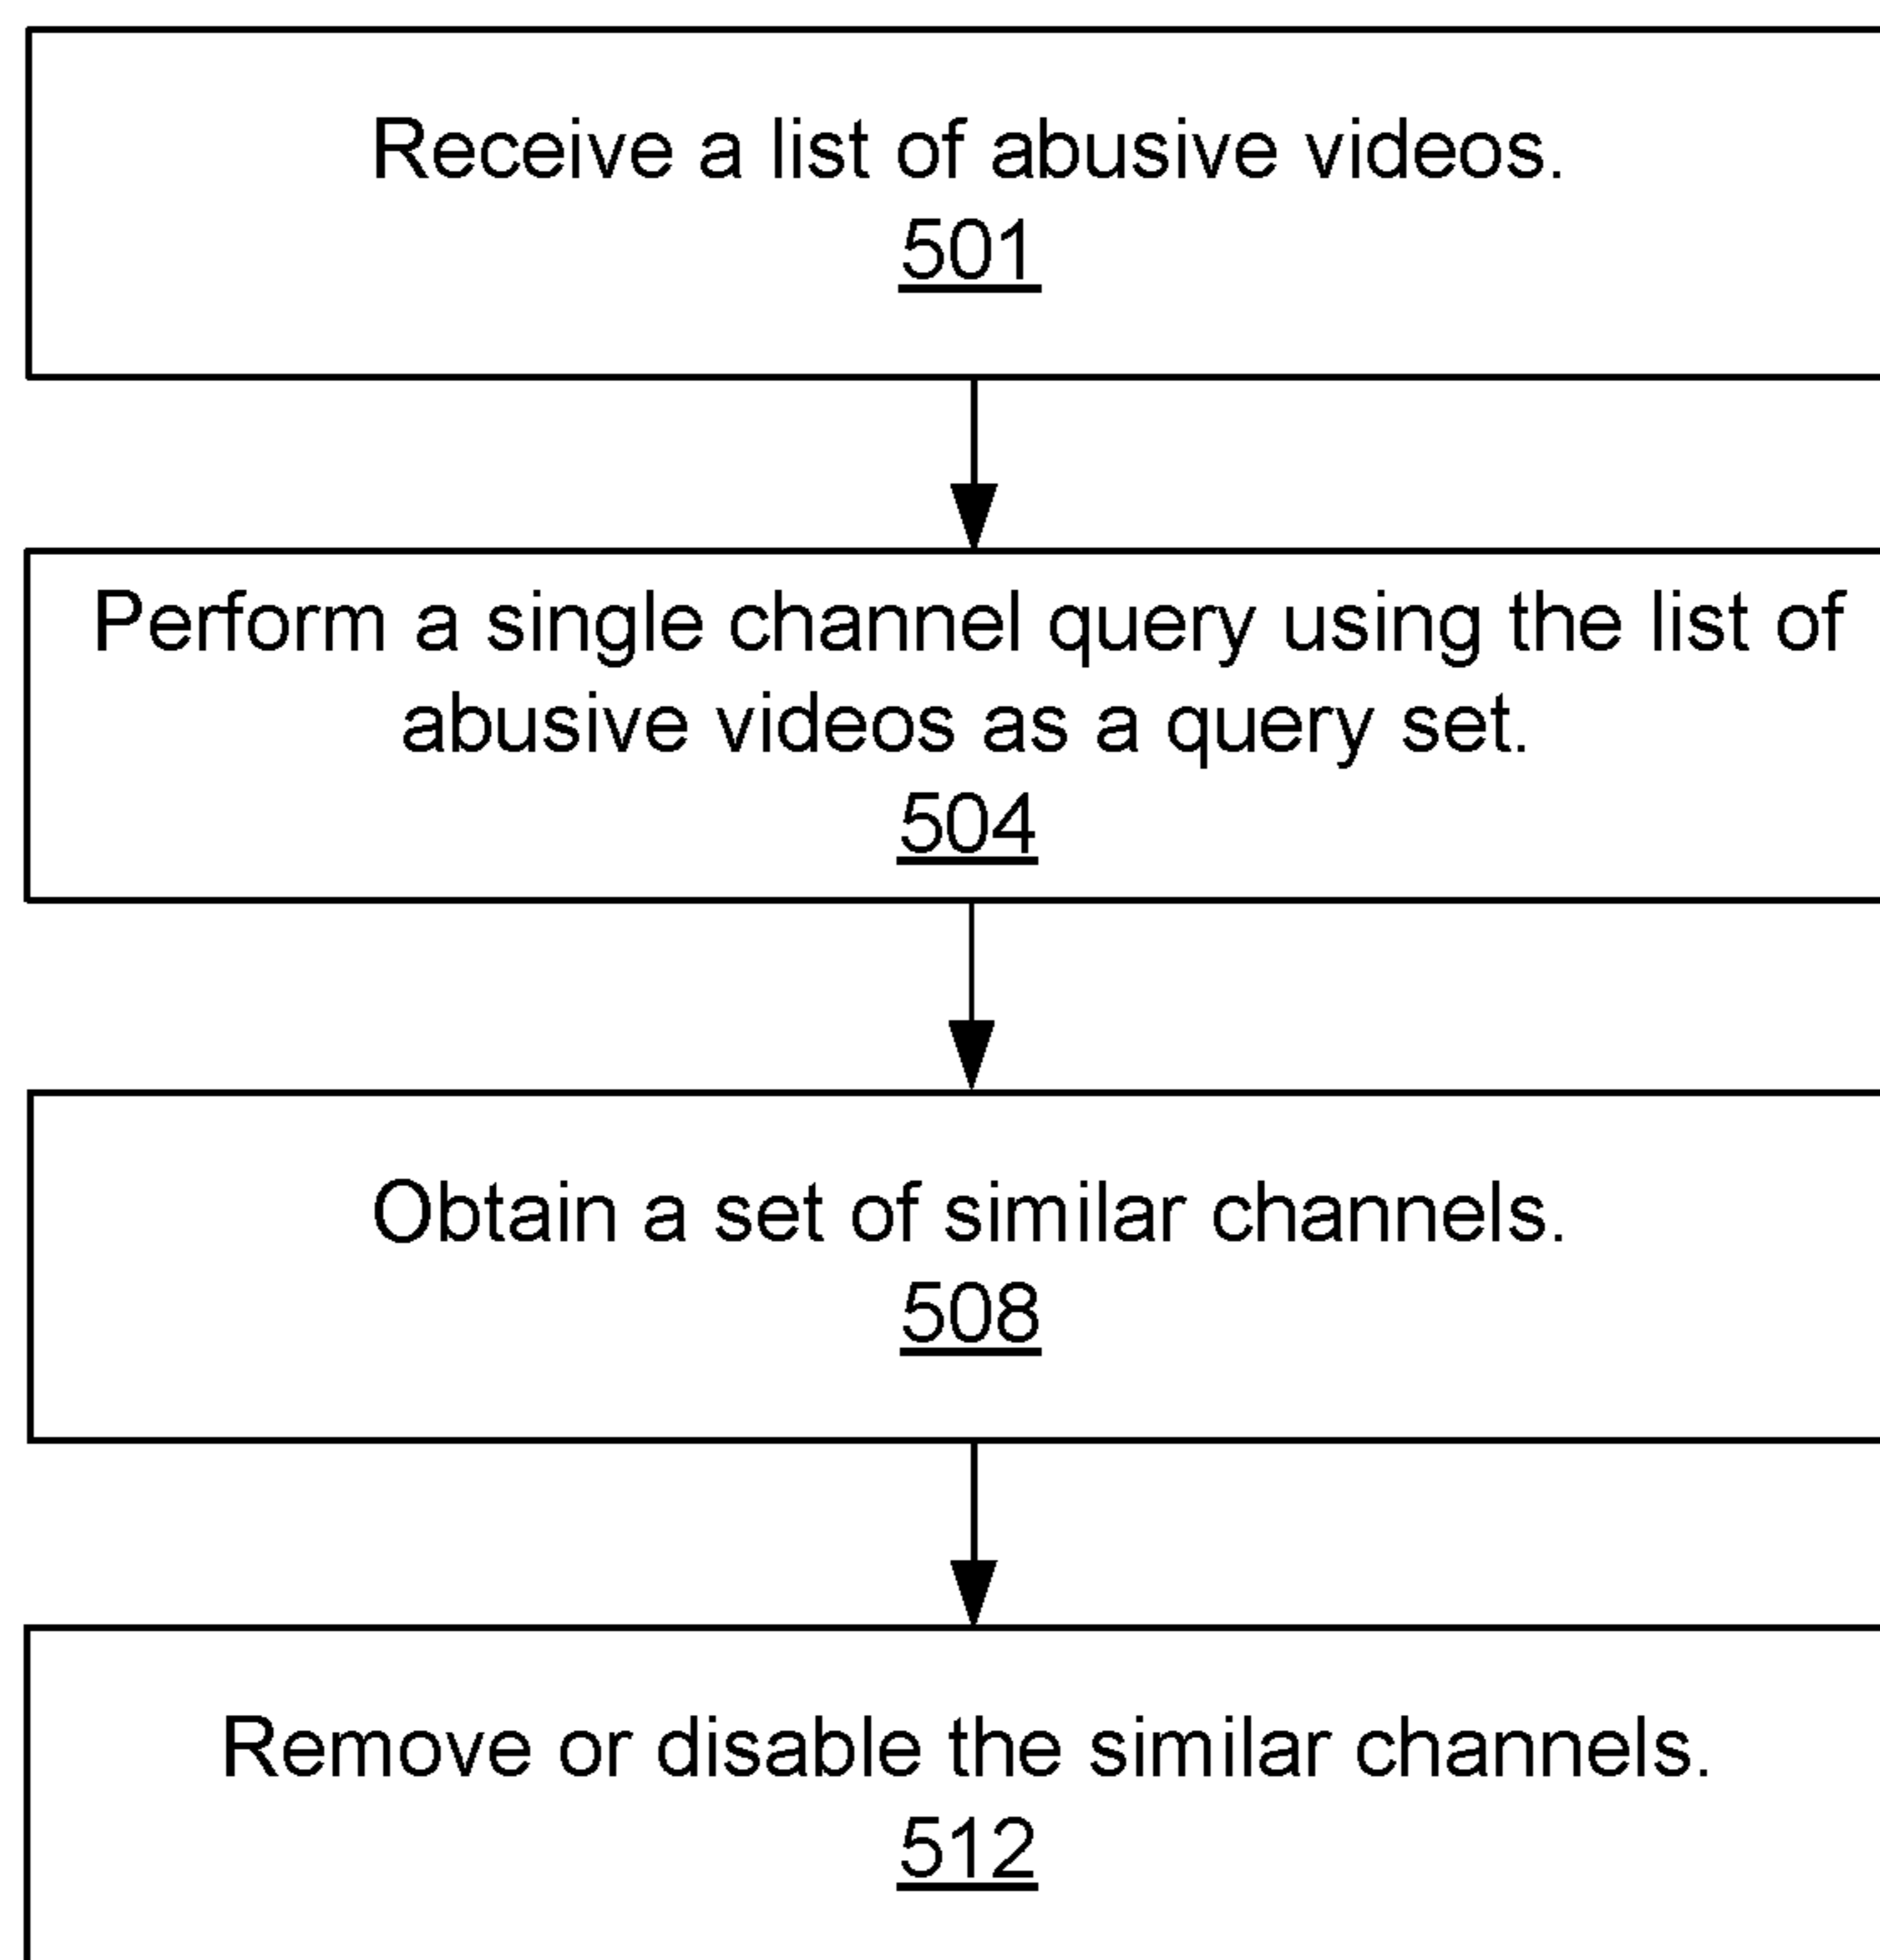 Receive a list of abusive videos.
501
Perform a single channel query using the list of
abusive videos as a query set.
504
Obtain a set of similar channels.
508
Remove or disable the similar channels.
512